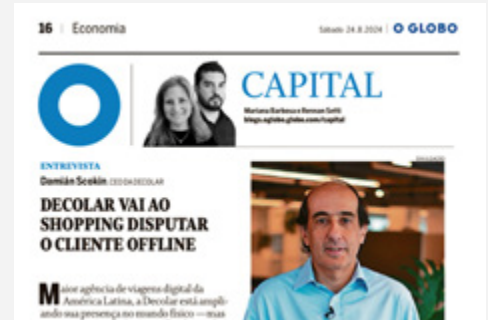 16 | Economia
Sábado 24.8.2024 | O GLOBO
CAPITAL
Mariana Barbosa e Rennan Setti
blogs.oglobo.globo.com/capital
ENTREVISTA
Damián Scokin, CEO DA DECOLAR
DECOLAR VAI AO
SHOPPING DISPUTAR
O CLIENTE OFFLINE
Maior agência de viagens digital da
América Latina, a Decolar está ampli-
ando sua presença no mundo físico — mas